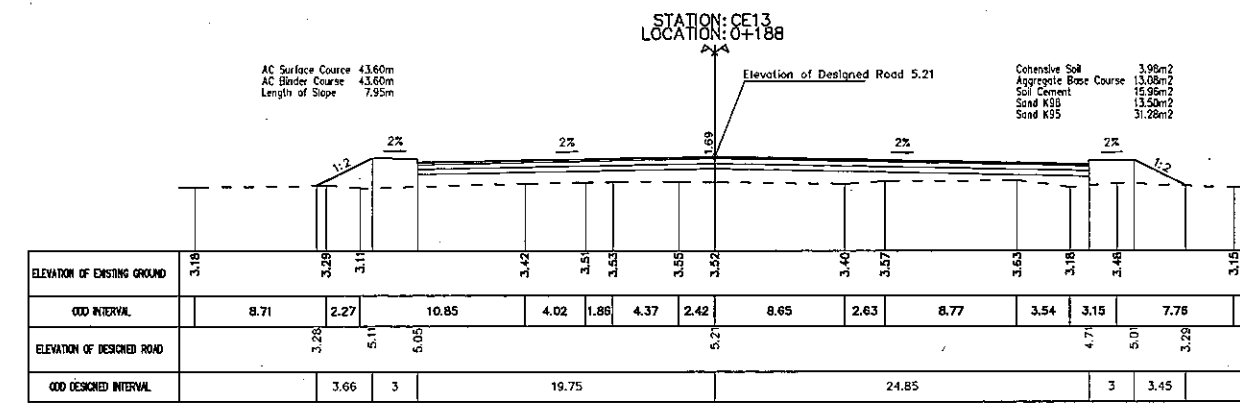 STATION: CE13
LOCATION: 0+188
AC Surface Cource 43.60m
AC Binder Course 43.60m
Length of Slope 7.95m
Elevation of Designed Road 5.21
Cohensive Soil 3.98m2
Aggregate Base Course 13.08m2
Soil Cement 15.96m2
Sand K98 13.50m2
Sand K95 31.28m2
1:2 2% 2% 1.69 2% 2% 1:2
ELEVATION OF EXISTING GROUND 3.18 3.29 3.11 3.42 3.51 3.53 3.55 3.52 3.40 3.57 3.63 3.18 3.46 3.15
ODD INTERVAL 8.71 2.27 10.85 4.02 1.86 4.37 2.42 8.65 2.63 8.77 3.54 3.15 7.76
ELEVATION OF DESIGNED ROAD 3.28 5.11 5.05 5.21 4.71 5.01 3.29
ODD DESIGNED INTERVAL 3.66 3 19.75 24.85 3 3.45